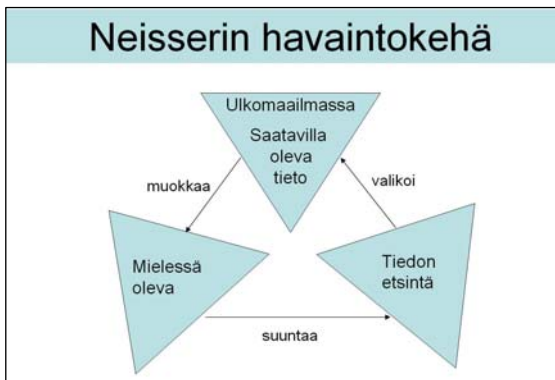 Neisserin havaintokehä
Ulkomaailmassa
Saatavilla
oleva
tieto
muokkaa
valikoi
Mielessä
oleva
Tiedon
etsintä
suuntaa